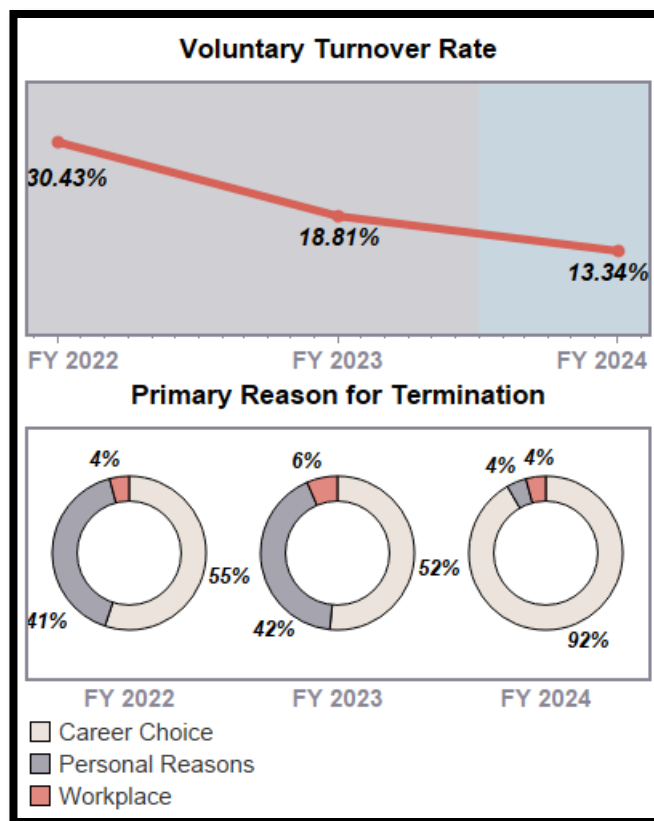 Voluntary Turnover Rate
30.43%
18.81%
13.34%
FY 2022 FY 2023 FY 2024
Primary Reason for Termination
4% 6% 4% 4%
55% 52%
41% 42% 92%
FY 2022 FY 2023 FY 2024
Career Choice
Personal Reasons
Workplace